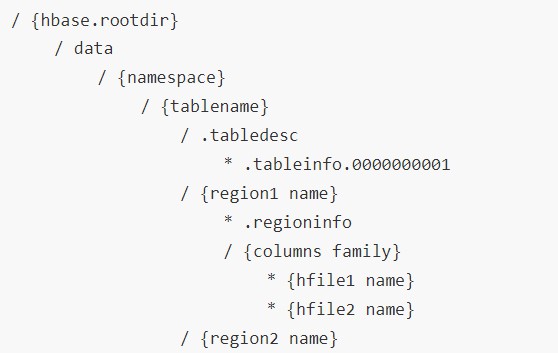 / {hbase.rootdir}
/ data
/ {namespace}
/ {tablename}
/ .tabledesc
* .tableinfo.0000000001
/ {region1 name}
* .regioninfo
/ {columns family}
* {hfile1 name}
* {hfile2 name}
/ {region2 name}